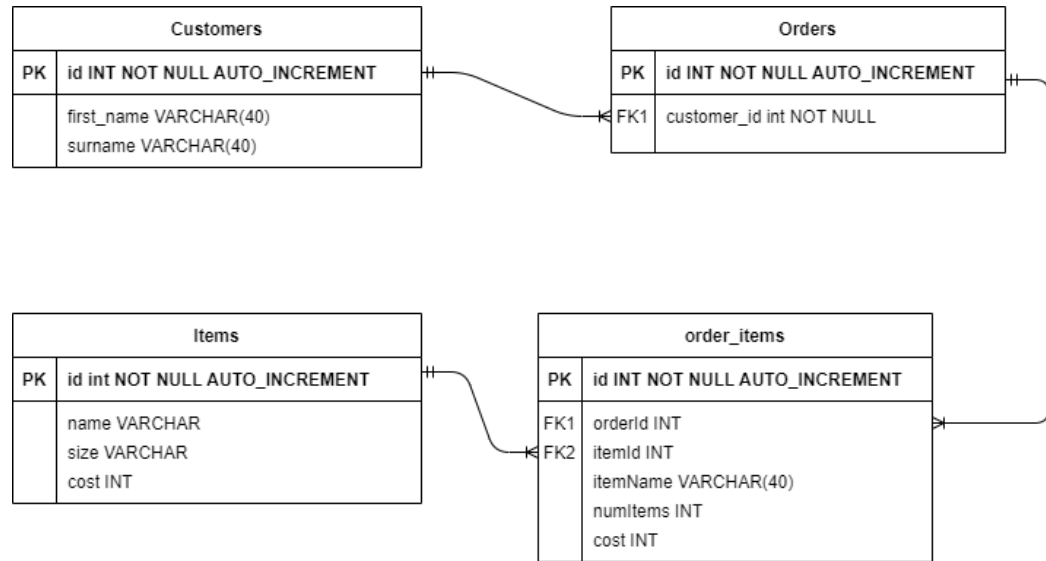 Customers
PK id INT NOT NULL AUTO_INCREMENT
first_name VARCHAR(40)
surname VARCHAR(40)
Orders
PK id INT NOT NULL AUTO_INCREMENT
FK1 customer_id int NOT NULL
Items
PK id int NOT NULL AUTO_INCREMENT
name VARCHAR
size VARCHAR
cost INT
order_items
PK id INT NOT NULL AUTO_INCREMENT
FK1 orderId INT
FK2 itemId INT
itemName VARCHAR(40)
numItems INT
cost INT